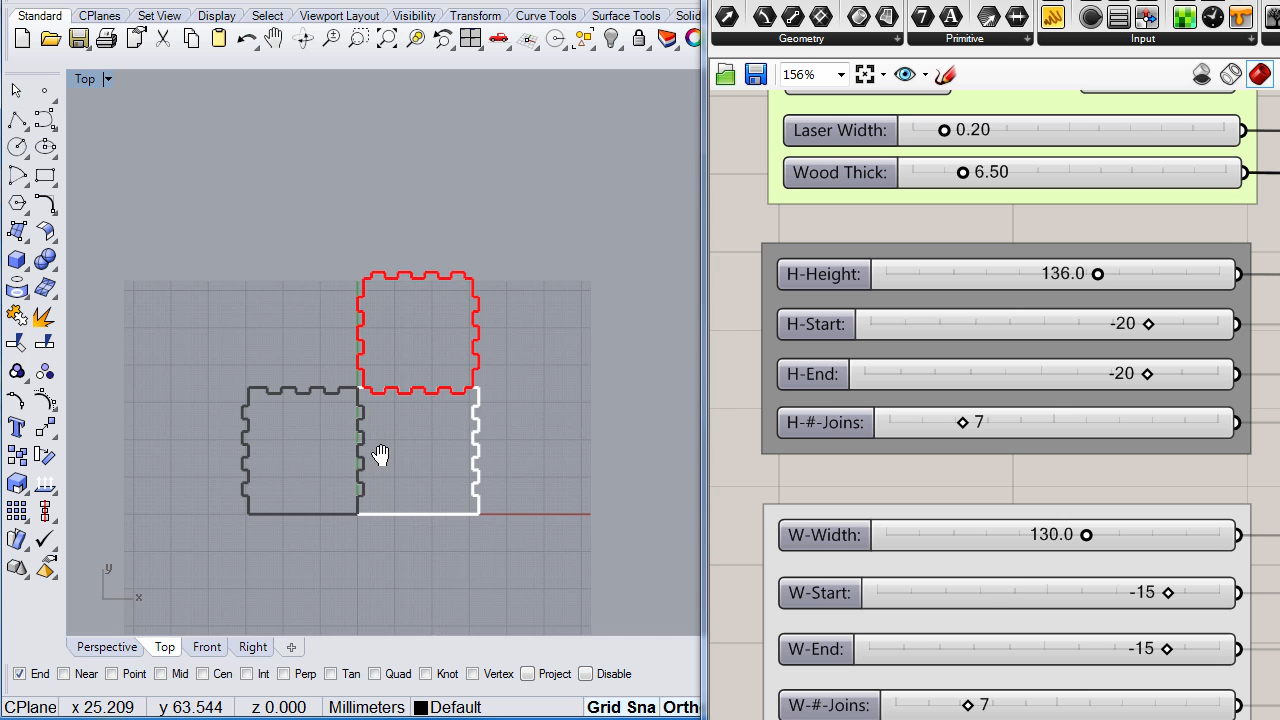 Standard CPlanes Set View Display Select Viewport Layout Visibility Transform Curve Tools Surface Tools Solid
Top
y
x
Perspective Top Front Right
End Near Point Mid Cen Int Perp Tan Quad Knot Vertex Project Disable
CPlane x 25.209 y 63.544 z 0.000 Millimeters Default Grid Sna Orth
Geometry Primitive Input
156%
Laser Width: 0.20
Wood Thick: 6.50
H-Height: 136.0
H-Start: -20
H-End: -20
H-#-Joins: 7
W-Width: 130.0
W-Start: -15
W-End: -15
W-#-Joins: 7